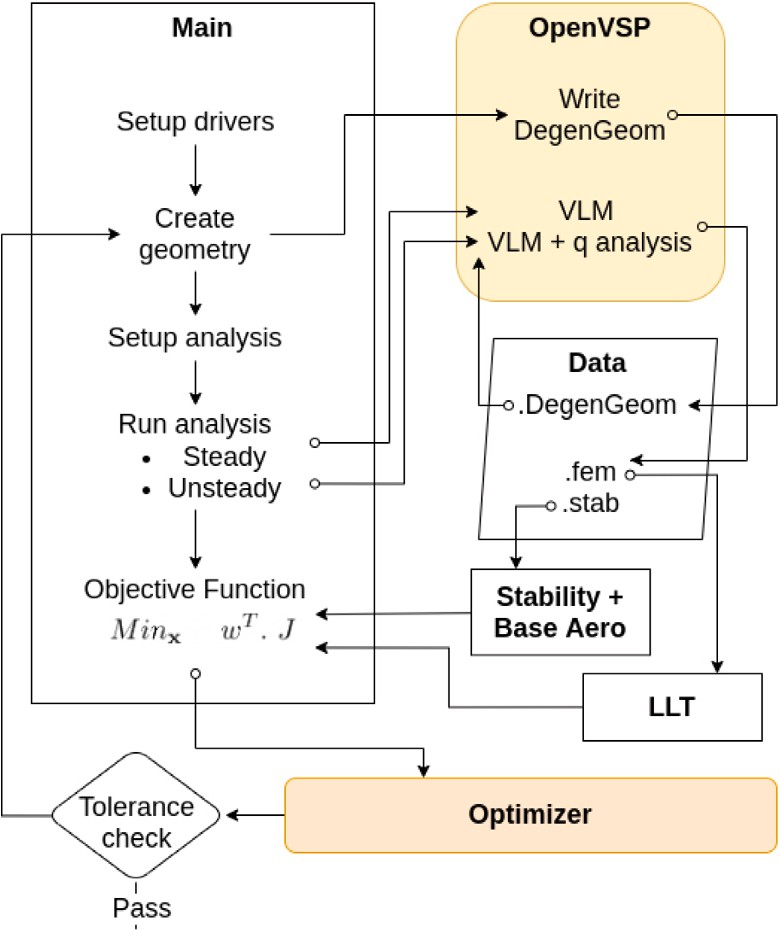 Main
Setup drivers
Create
geometry
Setup analysis
Run analysis
• Steady
• Unsteady
Objective Function
Min_x w^T . J
OpenVSP
Write
DegenGeom
VLM
VLM + q analysis
Data
.DegenGeom
.fem
.stab
Stability +
Base Aero
LLT
Optimizer
Tolerance
check
Pass